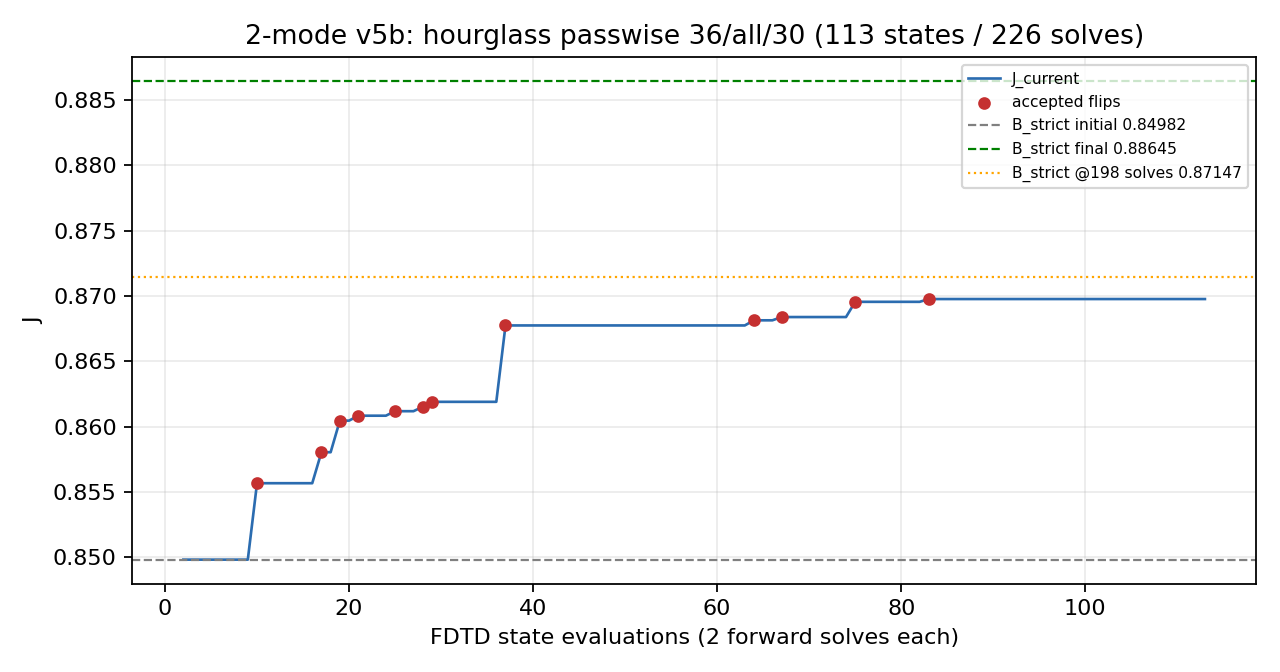 2-mode v5b: hourglass passwise 36/all/30 (113 states / 226 solves)
J_current
accepted flips
B_strict initial 0.84982
B_strict final 0.88645
B_strict @198 solves 0.87147
0.885
0.880
0.875
0.870
0.865
0.860
0.855
0.850
J
0
20
40
60
80
100
FDTD state evaluations (2 forward solves each)